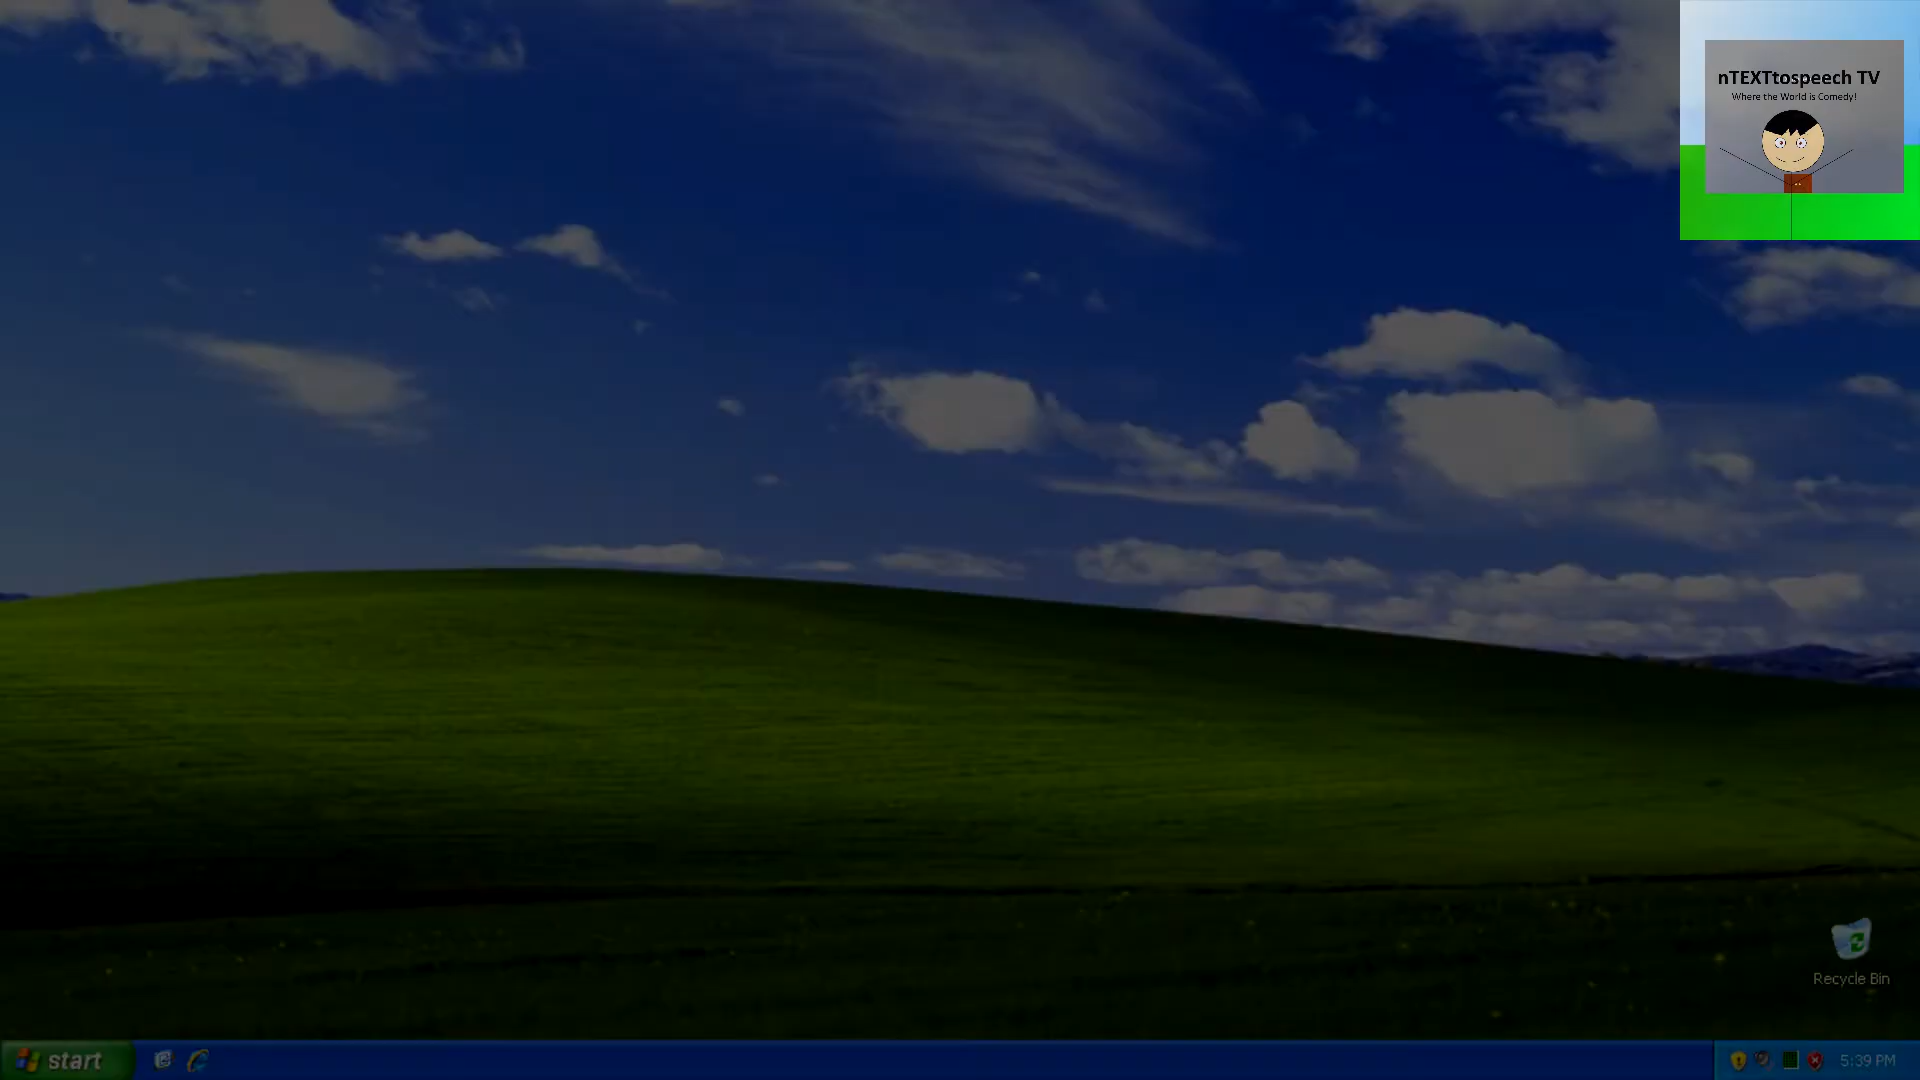 nTEXTtospeech TV
Where the World is Comedy!
Recycle Bin
start
5:39 PM